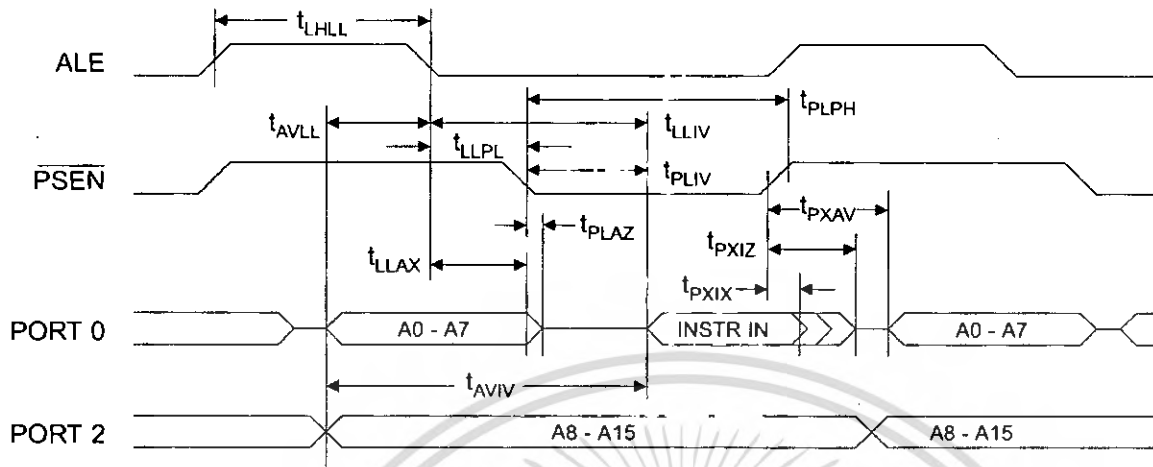 tLHLL
ALE
tPLPH
tAVLL
tLLIV
tLLPL
PSEN
tPLIV
tPXAV
tPLAZ
tPXIZ
tLLAX
tPXIX
PORT 0
A0 - A7
INSTR IN
A0 - A7
tAVIV
PORT 2
A8 - A15
A8 - A15